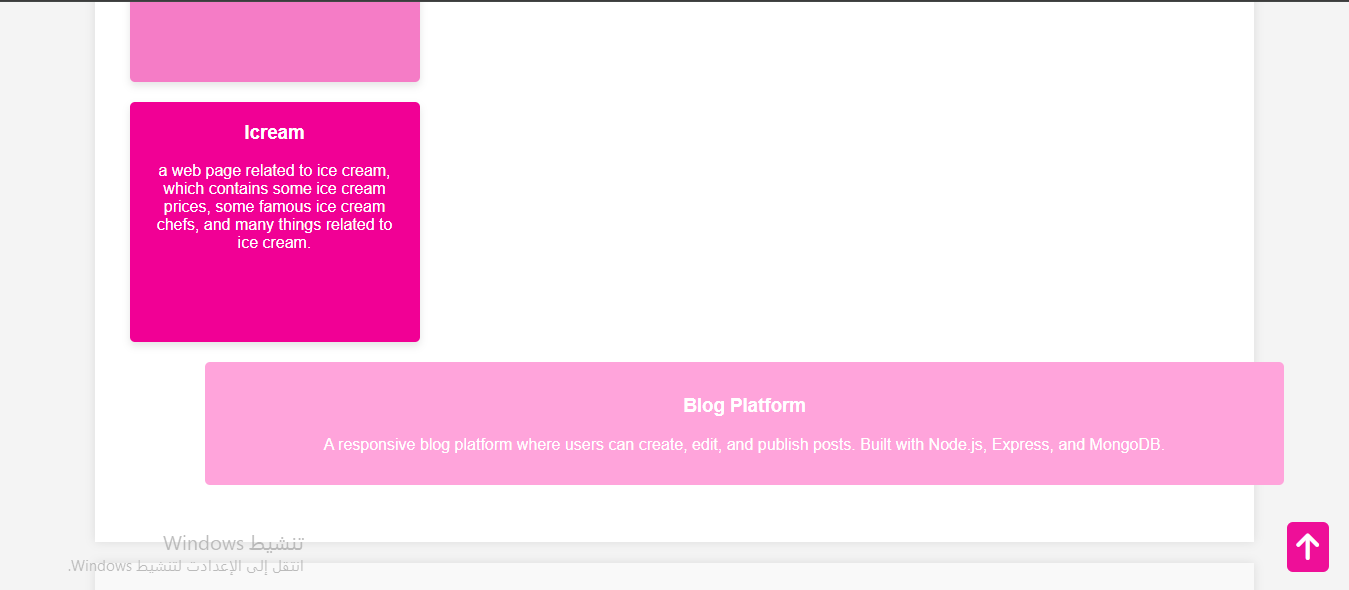 Icream
a web page related to ice cream,
which contains some ice cream
prices, some famous ice cream
chefs, and many things related to
ice cream.
Blog Platform
A responsive blog platform where users can create, edit, and publish posts. Built with Node.js, Express, and MongoDB.
تنشيط Windows
انتقل إلى الإعدادت لتنشيط Windows.